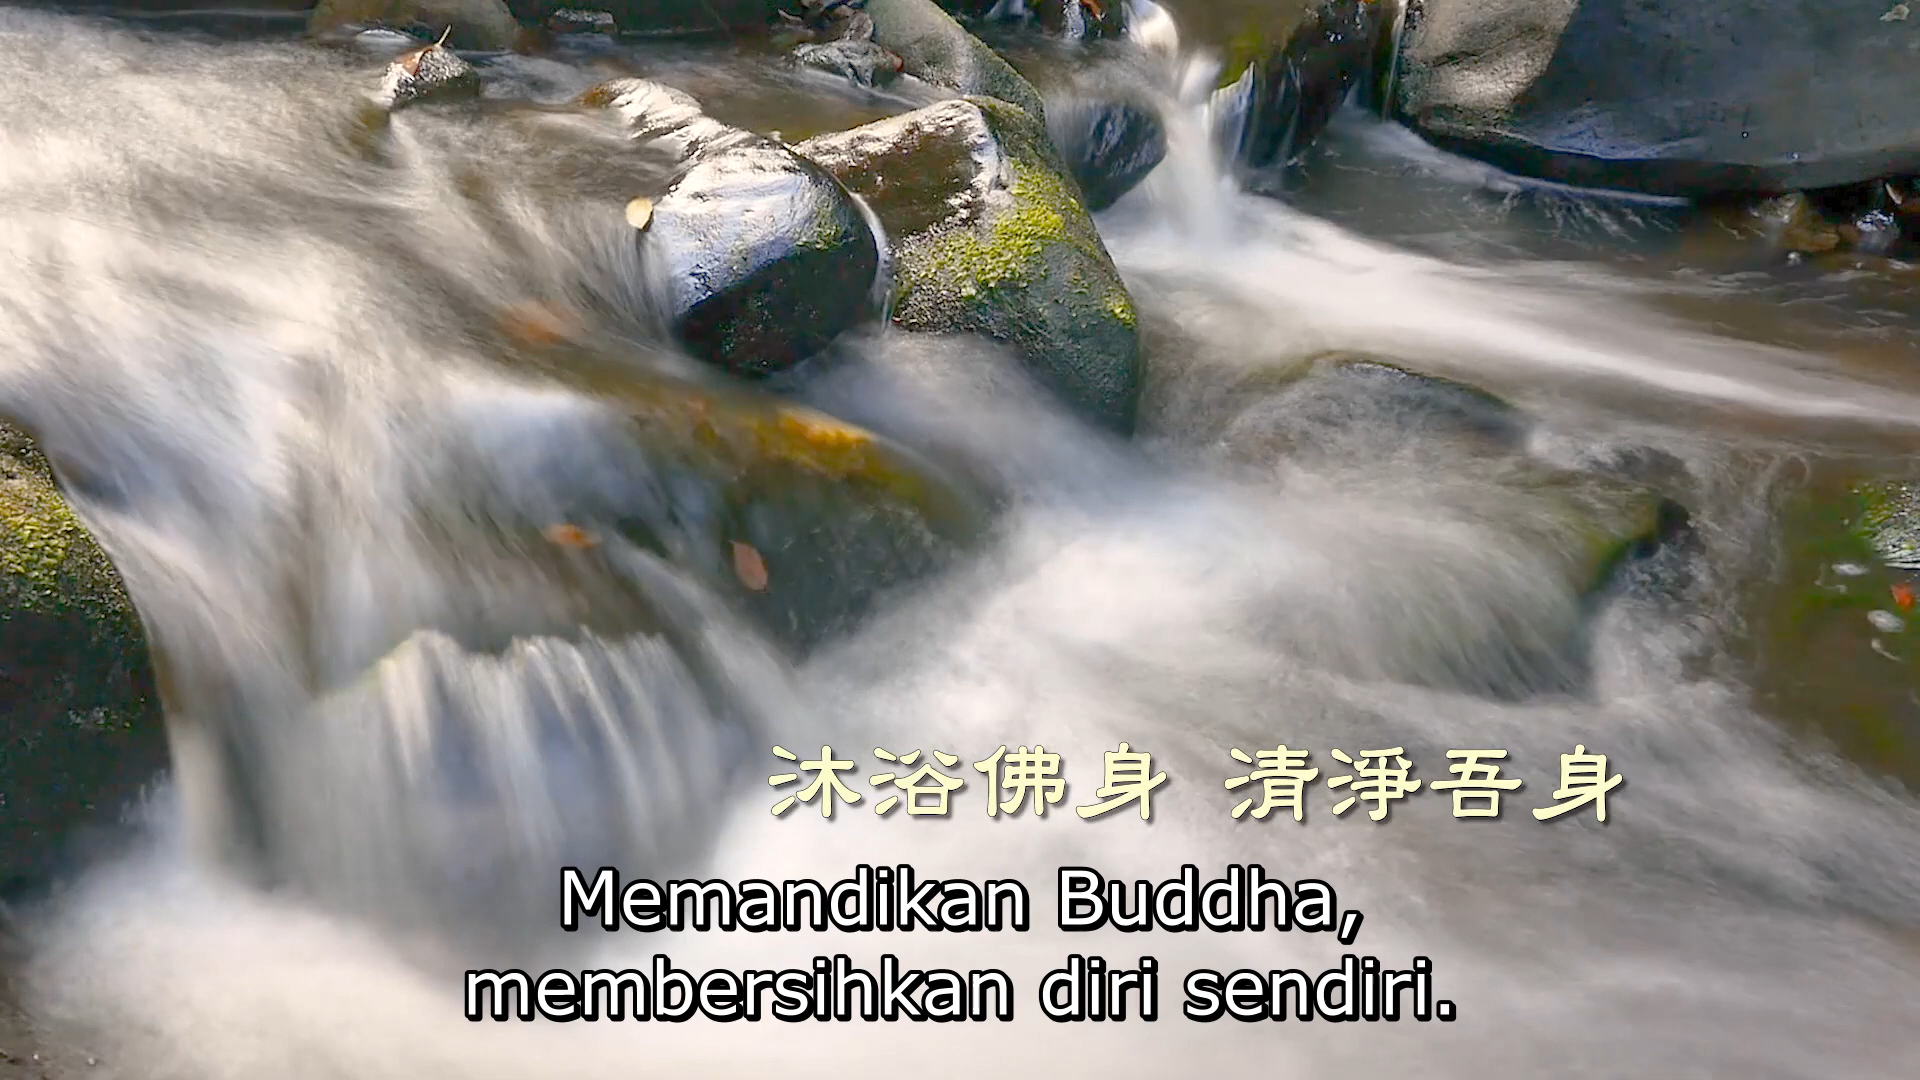 沐浴佛身 清淨吾身
Memandikan Buddha,
membersihkan diri sendiri.